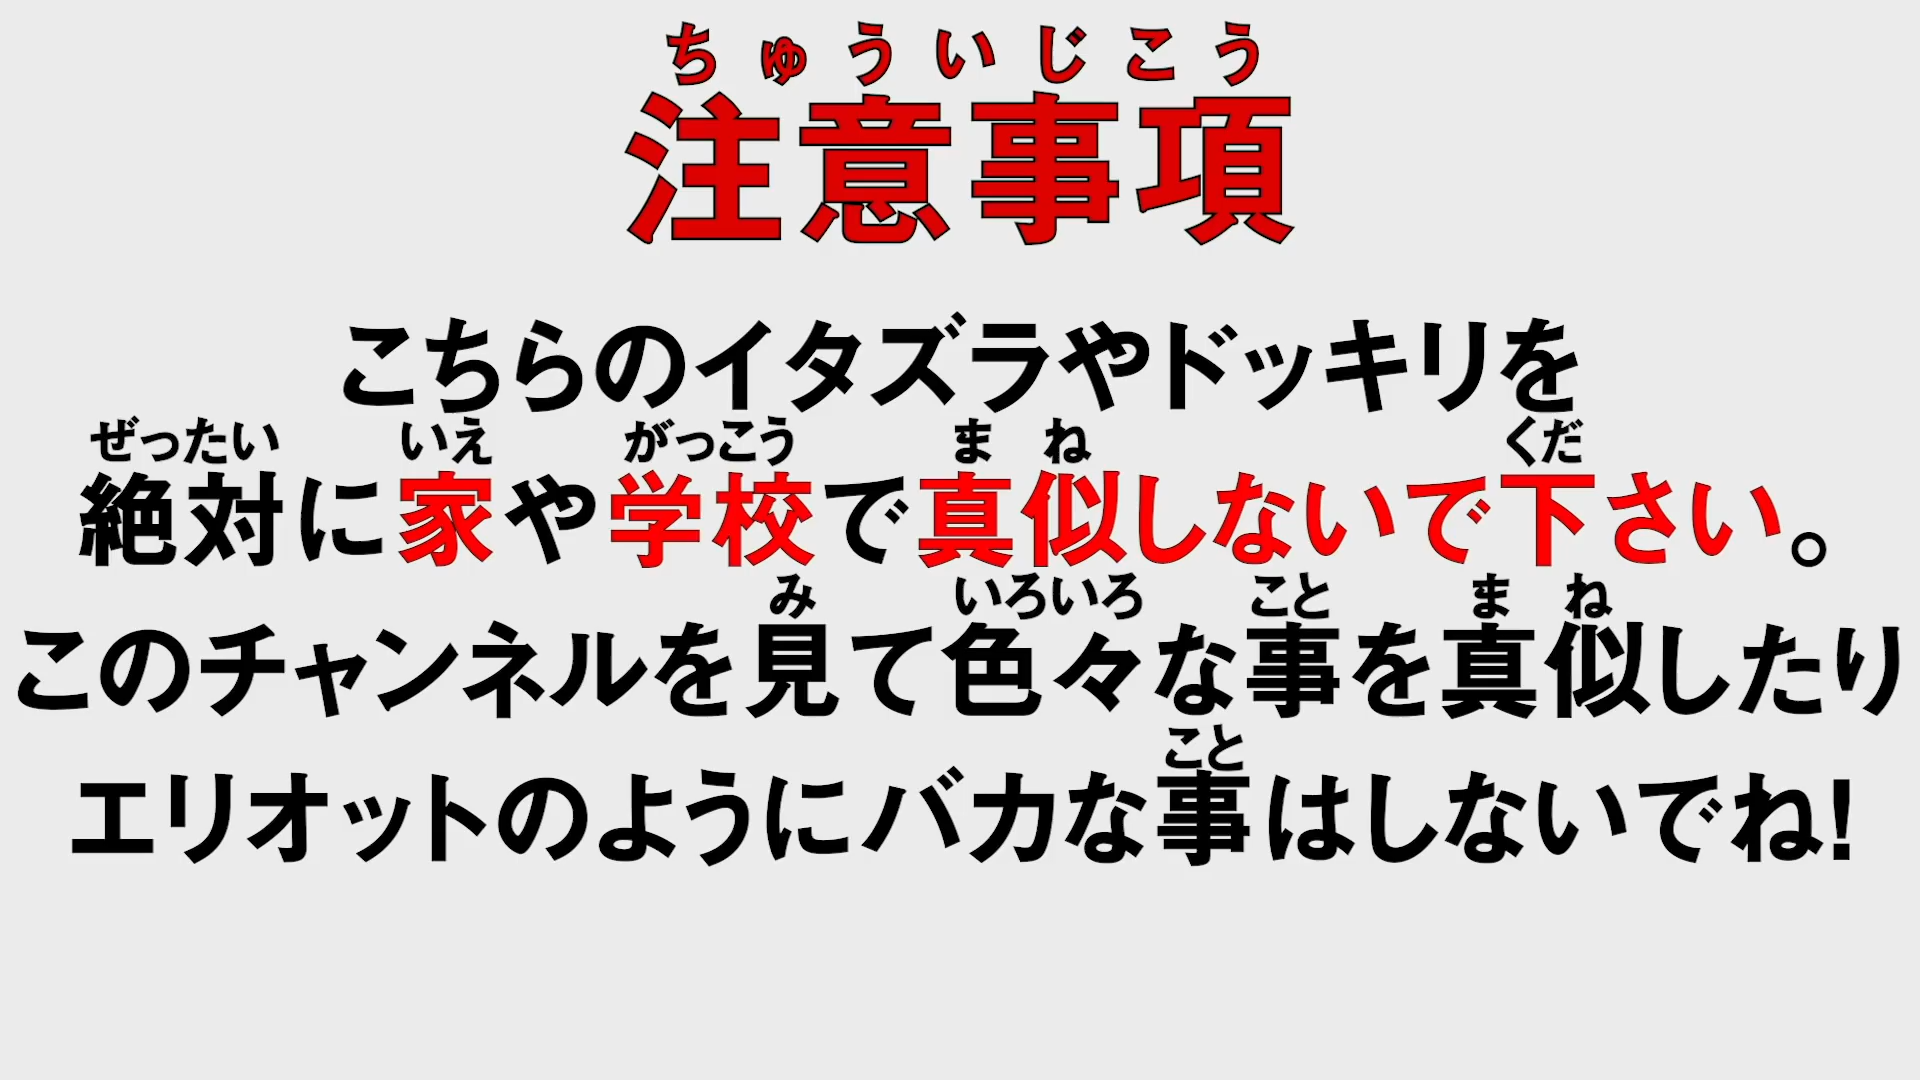 ちゅういじこう
注意事項
こちらのイタズラやドッキリを
ぜったい いえ がっこう ま ね くだ
絶対に家や学校で真似しないで下さい。
み いろいろ こと ま ね
このチャンネルを見て色々な事を真似したり
こと
エリオットのようにバカな事はしないでね!